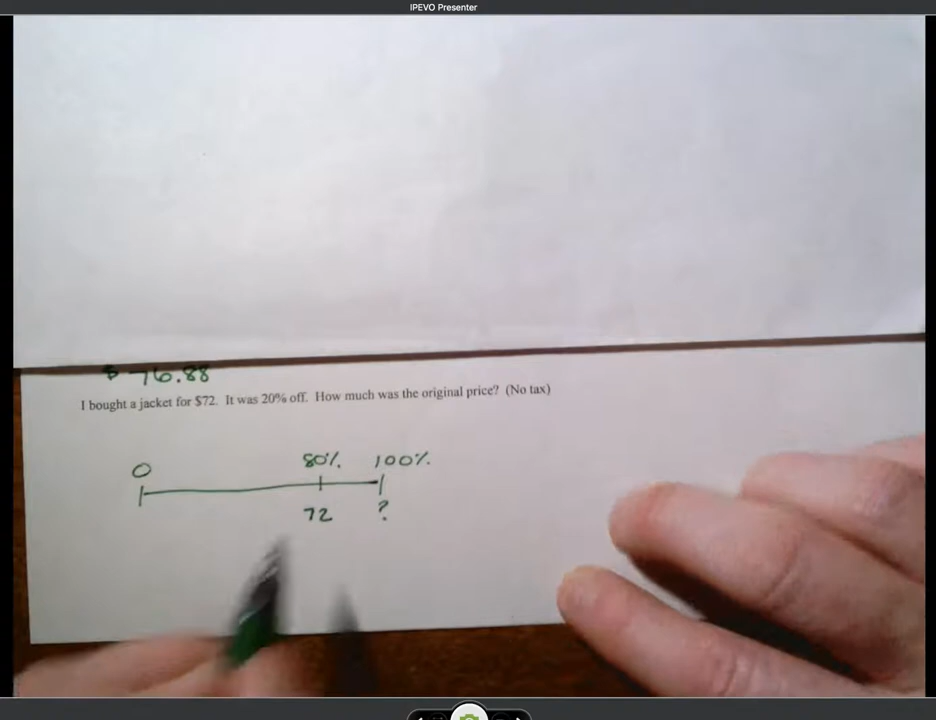 IPEVO Presenter
$ 76.88
I bought a jacket for $72. It was 20% off. How much was the original price? (No tax)
0 80% 100%
72 ?